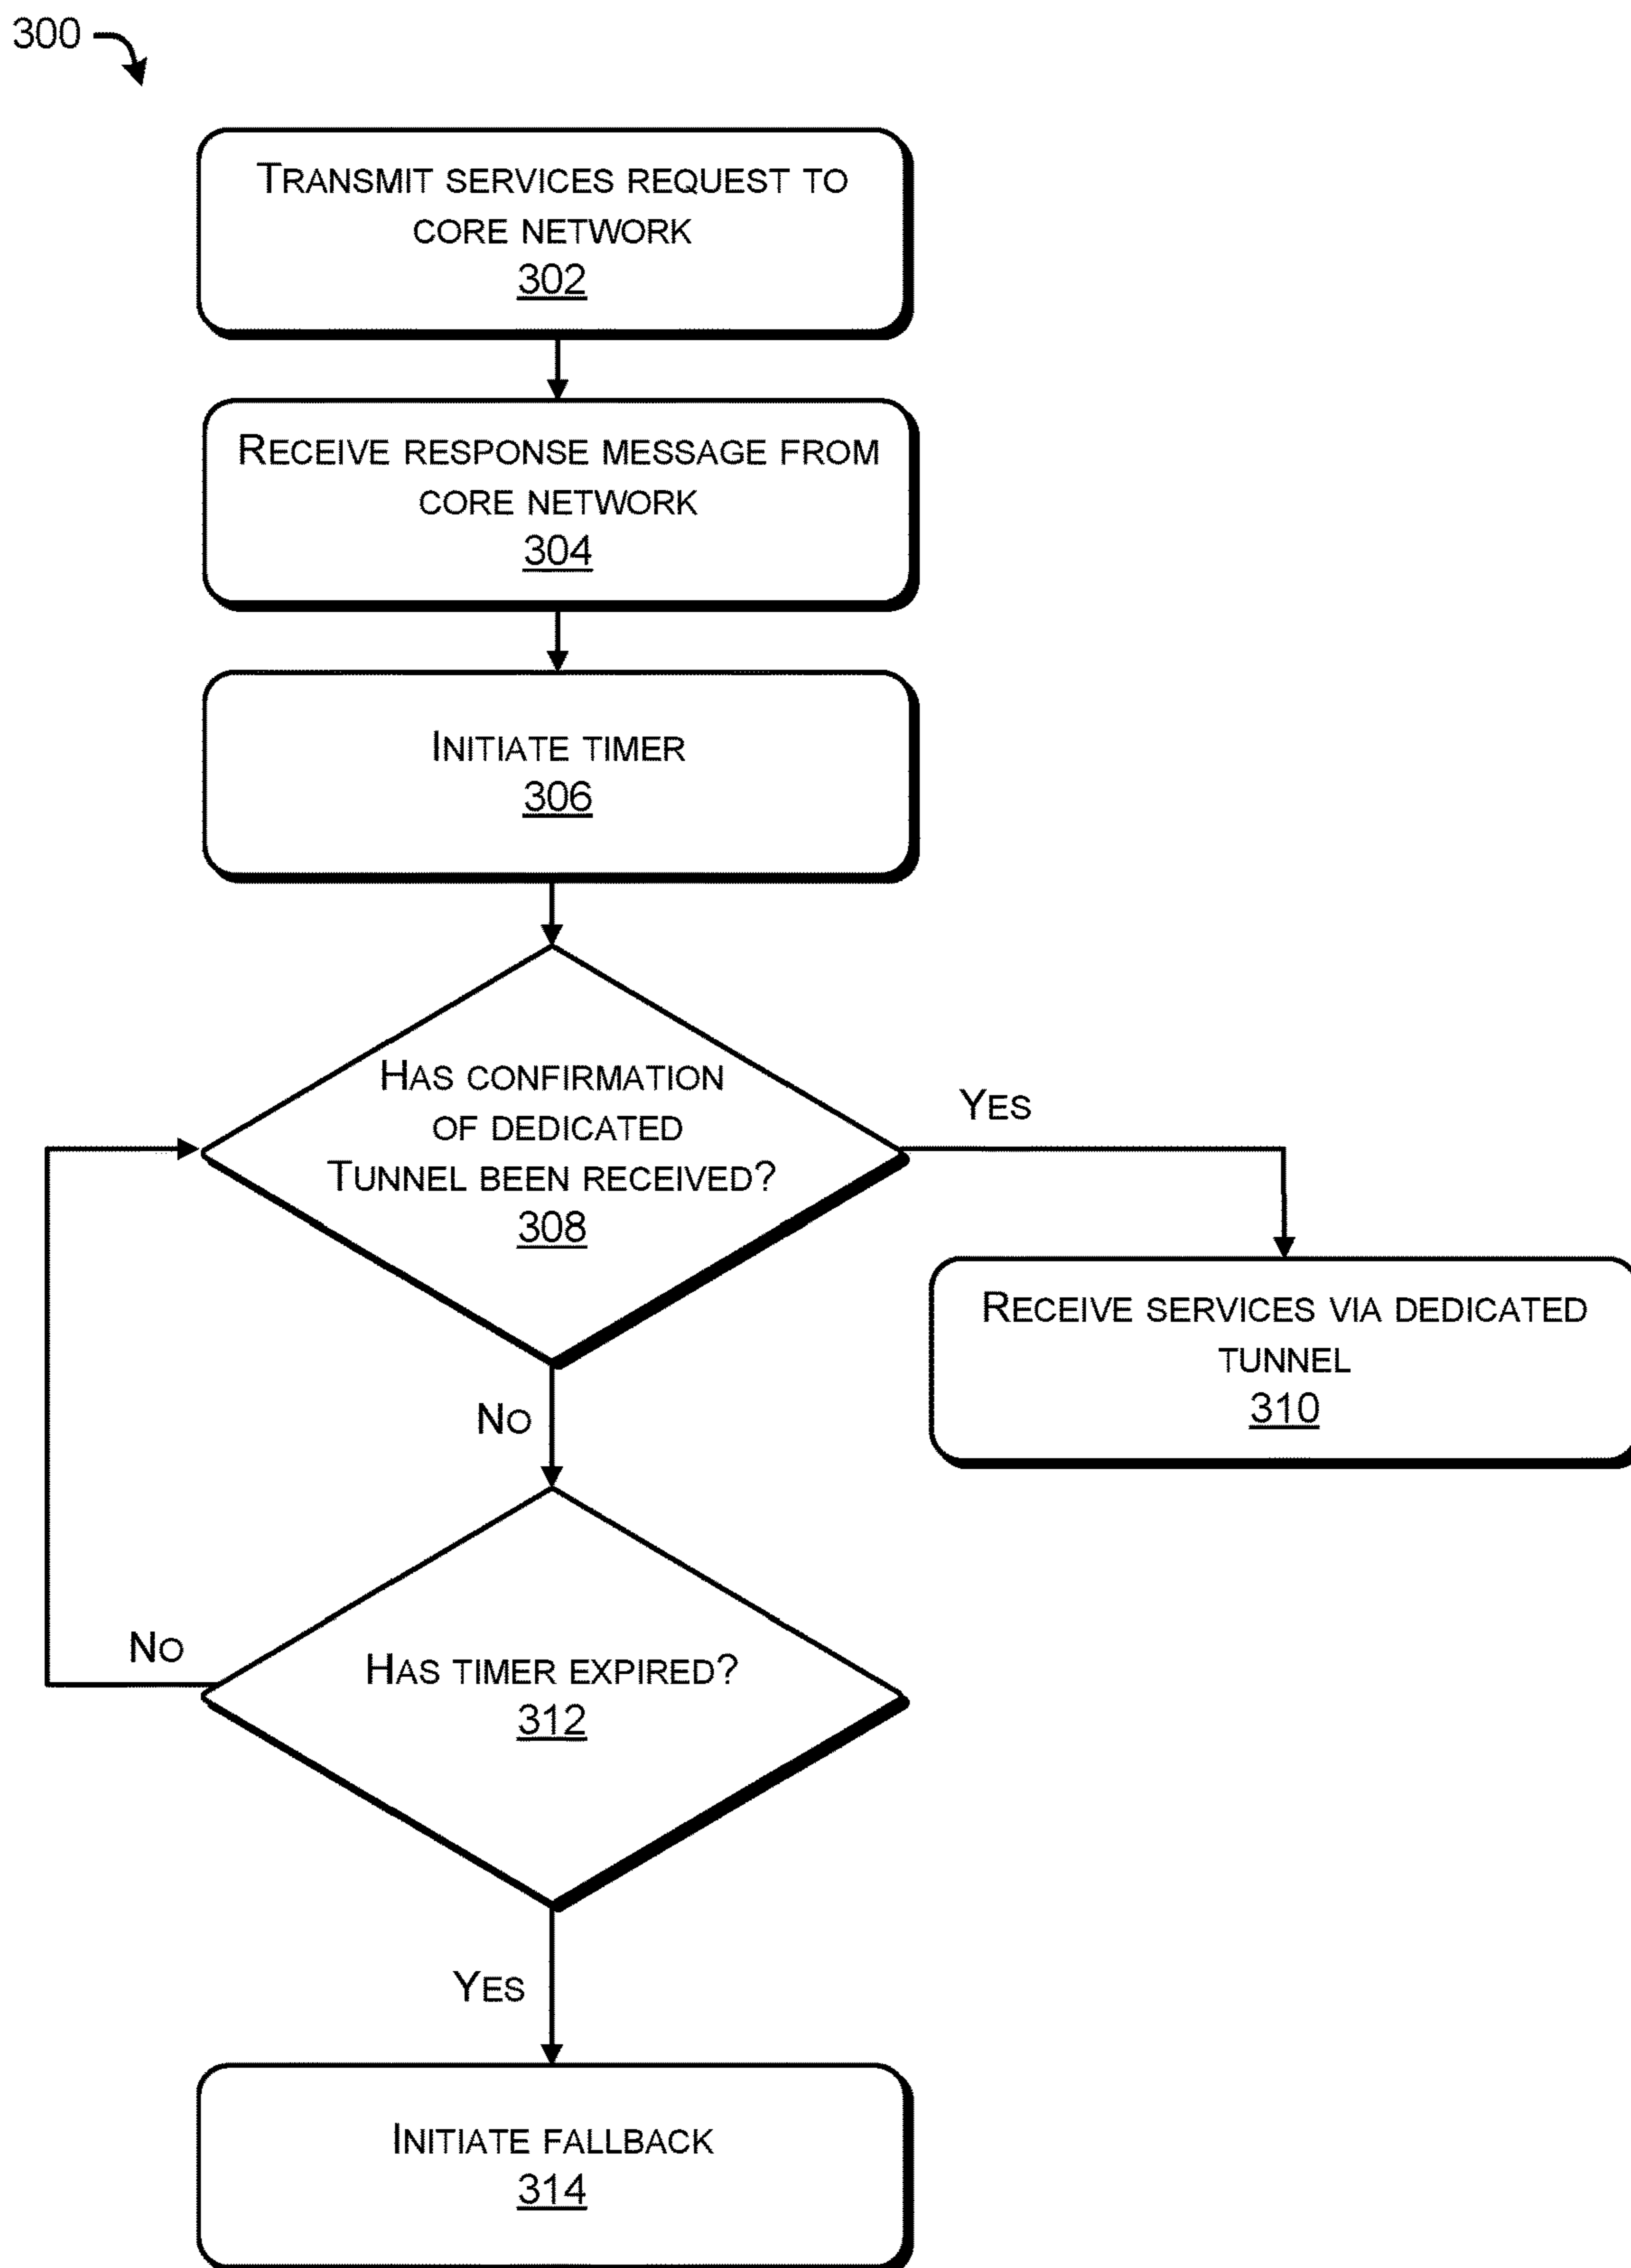 300
TRANSMIT SERVICES REQUEST TO
CORE NETWORK
302
RECEIVE RESPONSE MESSAGE FROM
CORE NETWORK
304
INITIATE TIMER
306
HAS CONFIRMATION
OF DEDICATED
TUNNEL BEEN RECEIVED?
308
YES
RECEIVE SERVICES VIA DEDICATED
TUNNEL
310
NO
NO
HAS TIMER EXPIRED?
312
YES
INITIATE FALLBACK
314